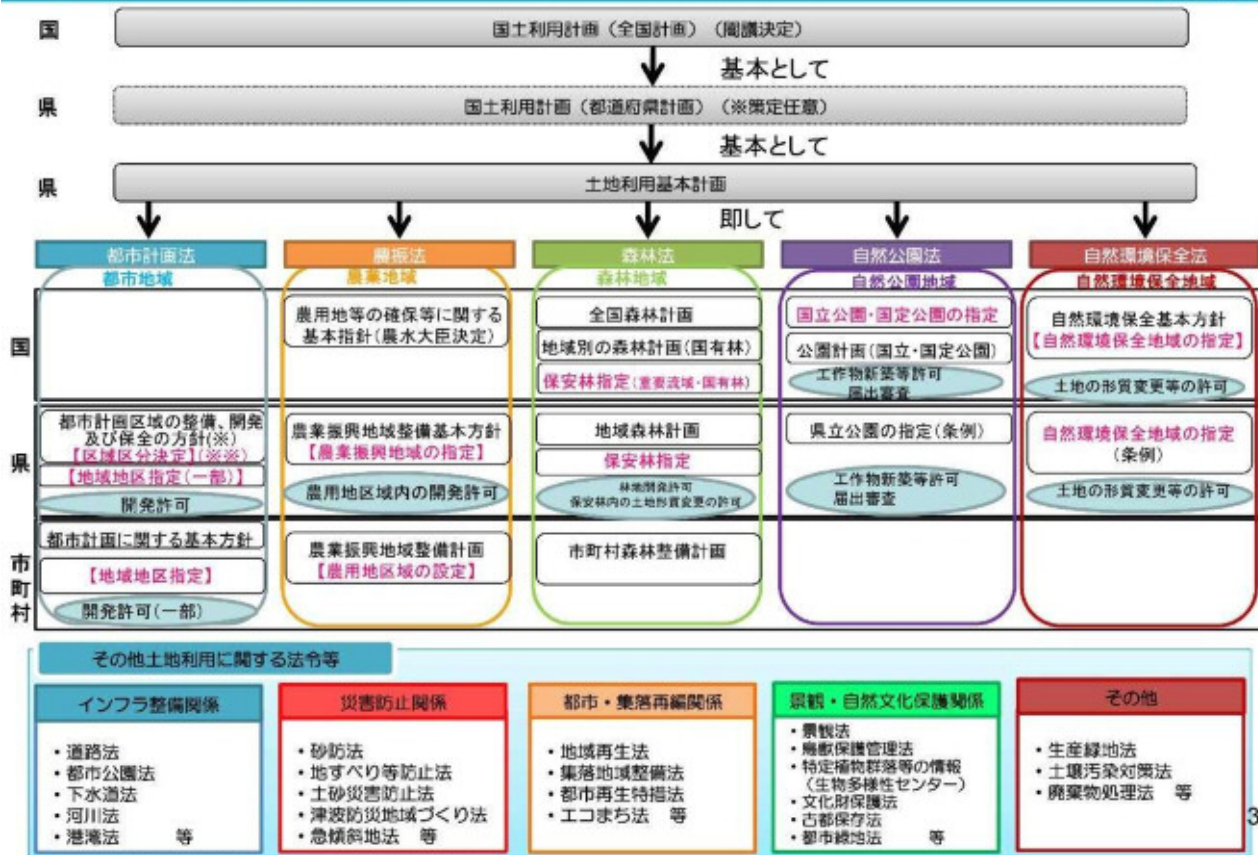 国
国土利用計画（全国計画）（閣議決定）
基本として
県
国土利用計画（都道府県計画）（※策定任意）
基本として
県
土地利用基本計画
即して
都市計画法
農振法
森林法
自然公園法
自然環境保全法
都市地域
農業地域
森林地域
自然公園地域
自然環境保全地域
国
農用地等の確保等に関する
基本指針(農水大臣決定)
全国森林計画
地域別の森林計画(国有林)
保安林指定(重要流域・国有林)
国立公園・国定公園の指定
公園計画(国立・国定公園)
工作物新築等許可
届出審査
自然環境保全基本方針
【自然環境保全地域の指定】
土地の形質変更等の許可
県
都市計画区域の整備、開発
及び保全の方針(※)
【区域区分決定】(※※)
【地域地区指定(一部)】
開発許可
農業振興地域整備基本方針
【農業振興地域の指定】
農用地区域内の開発許可
地域森林計画
保安林指定
林地開発許可
保安林内の土地形質変更の許可
県立公園の指定(条例)
工作物新築等許可
届出審査
自然環境保全地域の指定
(条例)
土地の形質変更等の許可
市町村
都市計画に関する基本方針
【地域地区指定】
開発許可(一部)
農業振興地域整備計画
【農用地区域の設定】
市町村森林整備計画
その他土地利用に関する法令等
インフラ整備関係
・道路法
・都市公園法
・下水道法
・河川法
・港湾法　等
災害防止関係
・砂防法
・地すべり等防止法
・土砂災害防止法
・津波防災地域づくり法
・急傾斜地法　等
都市・集落再編関係
・地域再生法
・集落地域整備法
・都市再生特措法
・エコまち法　等
景観・自然文化保護関係
・景観法
・鳥獣保護管理法
・特定植物群落等の情報
（生物多様性センター）
・文化財保護法
・古都保存法
・都市緑地法　等
その他
・生産緑地法
・土壌汚染対策法
・廃棄物処理法　等
3